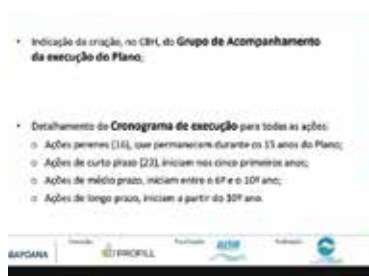 • Indicação da criação, no CBH, do Grupo de Acompanhamento
da execução do Plano;
• Detalhamento do Cronograma de execução para todas as ações:
o Ações perenes (16), que permanecem durante os 15 anos do Plano;
o Ações de curto prazo (23), iniciam nos cinco primeiros anos;
o Ações de médio prazo, iniciam entre o 6º e o 10º ano;
o Ações de longo prazo, iniciam a partir do 10º ano.
PROFILL